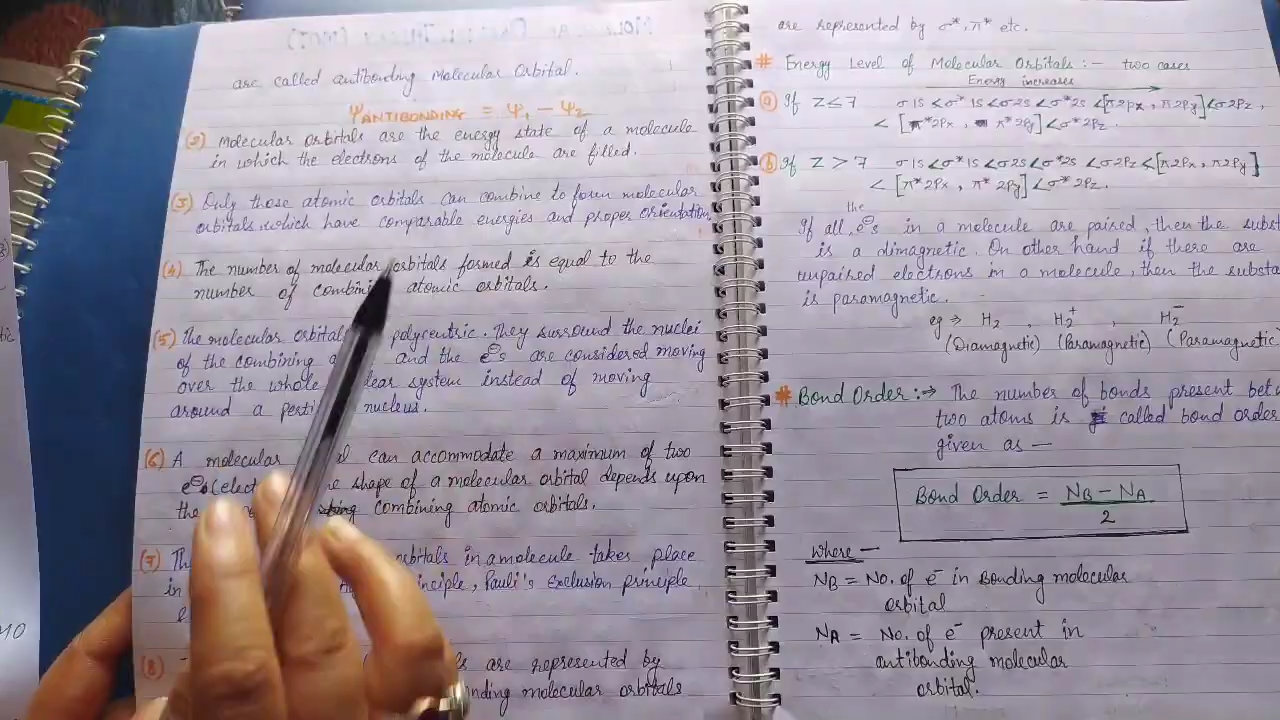 are called antibonding Molecular Orbital.
ΨANTIBONDING = Ψ1 - Ψ2
(2) Molecular orbitals are the energy state of a molecule
in which the electrons of the molecule are filled.
(3) Only those atomic orbitals can combine to form molecular
orbitals which have comparable energies and proper orientation.
(4) The number of molecular orbitals formed is equal to the
number of combining atomic orbitals.
(5) The molecular orbitals polycentric. They surround the nuclei
of the combining and the e⊖s are considered moving
over the whole system instead of moving
around a nucleus.
(6) A molecular can accommodate a maximum of two
e⊖s shape of a molecular orbital depends upon
the combining atomic orbitals.
(7) orbitals in a molecule takes place
in principle, Pauli's Exclusion principle
(8) are represented by
molecular orbitals
are represented by σ*, π* etc.
# Energy Level of Molecular Orbitals :- two cases
Energy increases
(a) If Z≤7 σ1s <σ*1s <σ2s <σ*2s <[π2px, π2py]<σ2pz,
< [π*2px, π*2py]<σ*2pz.
(b) If Z > 7 σ1s<σ*1s <σ2s <σ*2s <σ2pz<[π2px, π2py]
< [π*2px, π*2py] <σ*2pz.
If all the e⊖s in a molecule are paired, then the subst
is a dimagnetic. On other hand if there are
unpaired electrons in a molecule, then the substa
is paramagnetic.
eg ⇒ H2 , H2+ , H2−
(Diamagnetic) (Paramagnetic) (Paramagnetic
# Bond Order :⇒ The number of bonds present bet
two atoms is called bond order
given as —
Bond Order = NB - NA / 2
where —
NB = No. of e- in Bonding molecular
orbital
NA = No. of e- present in
antibonding molecular
orbital.